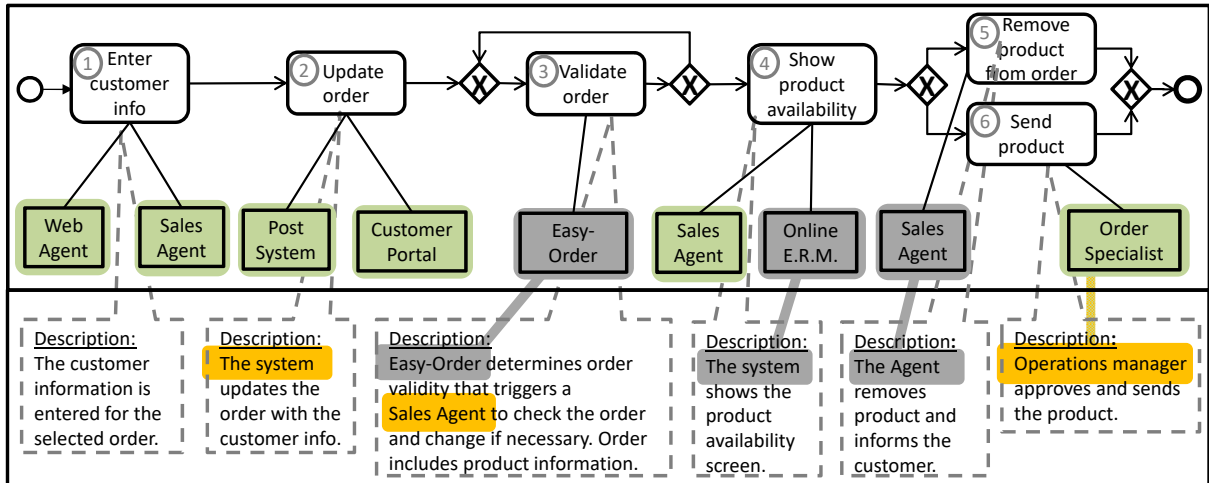 1 Enter
customer
info
2 Update
order
X
3 Validate
order
X
4 Show
product
availability
X
5 Remove
product
from order
6 Send
product
X
Web
Agent
Sales
Agent
Post
System
Customer
Portal
Easy-
Order
Sales
Agent
Online
E.R.M.
Sales
Agent
Order
Specialist
Description:
The customer
information is
entered for the
selected order.
Description:
The system
updates the
order with the
customer info.
Description:
Easy-Order determines order
validity that triggers a
Sales Agent to check the order
and change if necessary. Order
includes product information.
Description:
The system
shows the
product
availability
screen.
Description:
The Agent
removes
product and
informs the
customer.
Description:
Operations manager
approves and sends
the product.